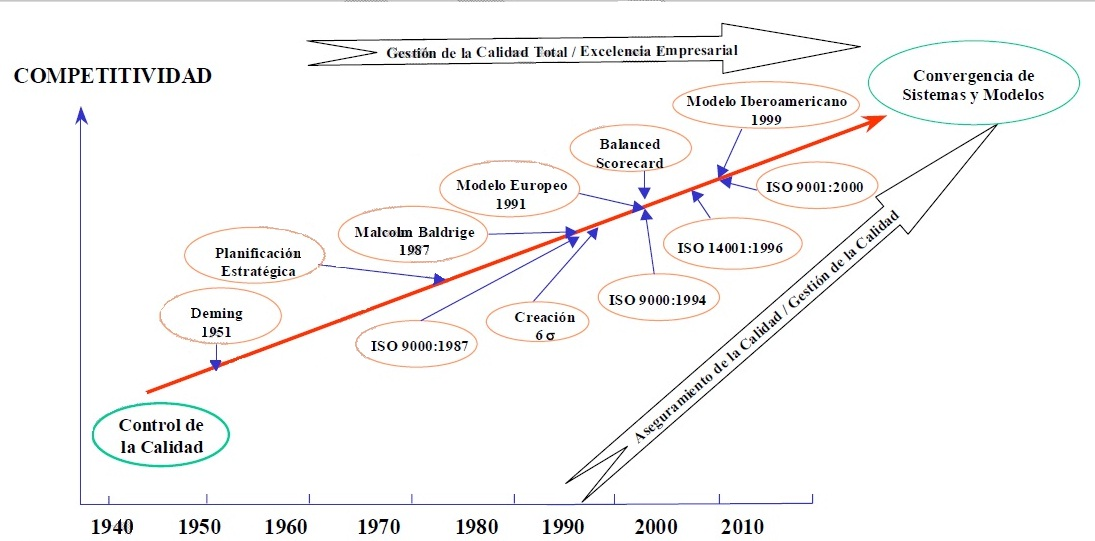 Gestión de la Calidad Total / Excelencia Empresarial
COMPETITIVIDAD
Convergencia de
Sistemas y Modelos
Modelo Iberoamericano
1999
Balanced
Scorecard
Modelo Europeo
1991
ISO 9001:2000
Malcolm Baldrige
1987
ISO 14001:1996
Planificación
Estratégica
ISO 9000:1994
Deming
1951
Creación
6 σ
ISO 9000:1987
Aseguramiento de la Calidad / Gestión de la Calidad
Control de
la Calidad
1940 1950 1960 1970 1980 1990 2000 2010